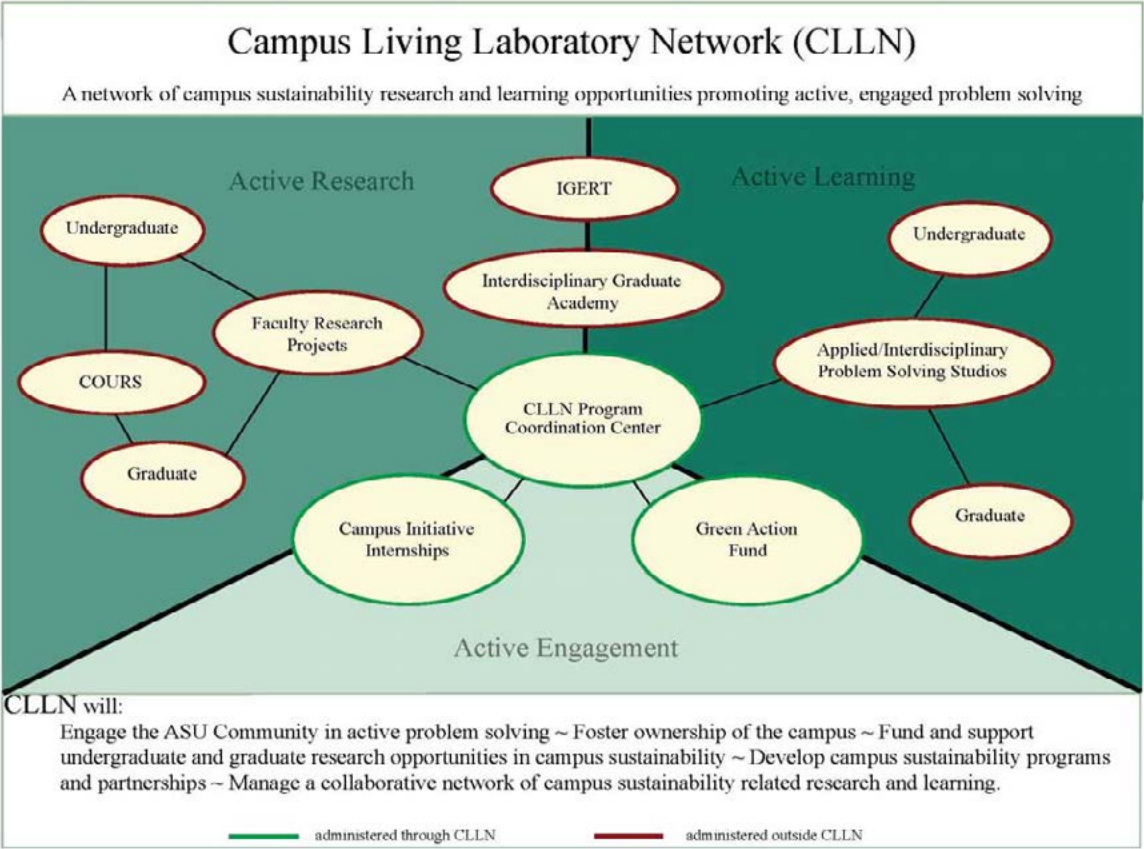 Campus Living Laboratory Network (CLLN)
A network of campus sustainability research and learning opportunities promoting active, engaged problem solving
Active Research
IGERT
Active Learning
Undergraduate
Undergraduate
Interdisciplinary Graduate
Academy
Faculty Research
Projects
Applied/Interdisciplinary
Problem Solving Studios
COURS
CLLN Program
Coordination Center
Graduate
Graduate
Campus Initiative
Internships
Green Action
Fund
Active Engagement
CLLN will:
Engage the ASU Community in active problem solving ~ Foster ownership of the campus ~ Fund and support
undergraduate and graduate research opportunities in campus sustainability ~ Develop campus sustainability programs
and partnerships ~ Manage a collaborative network of campus sustainability related research and learning.
administered through CLLN
administered outside CLLN